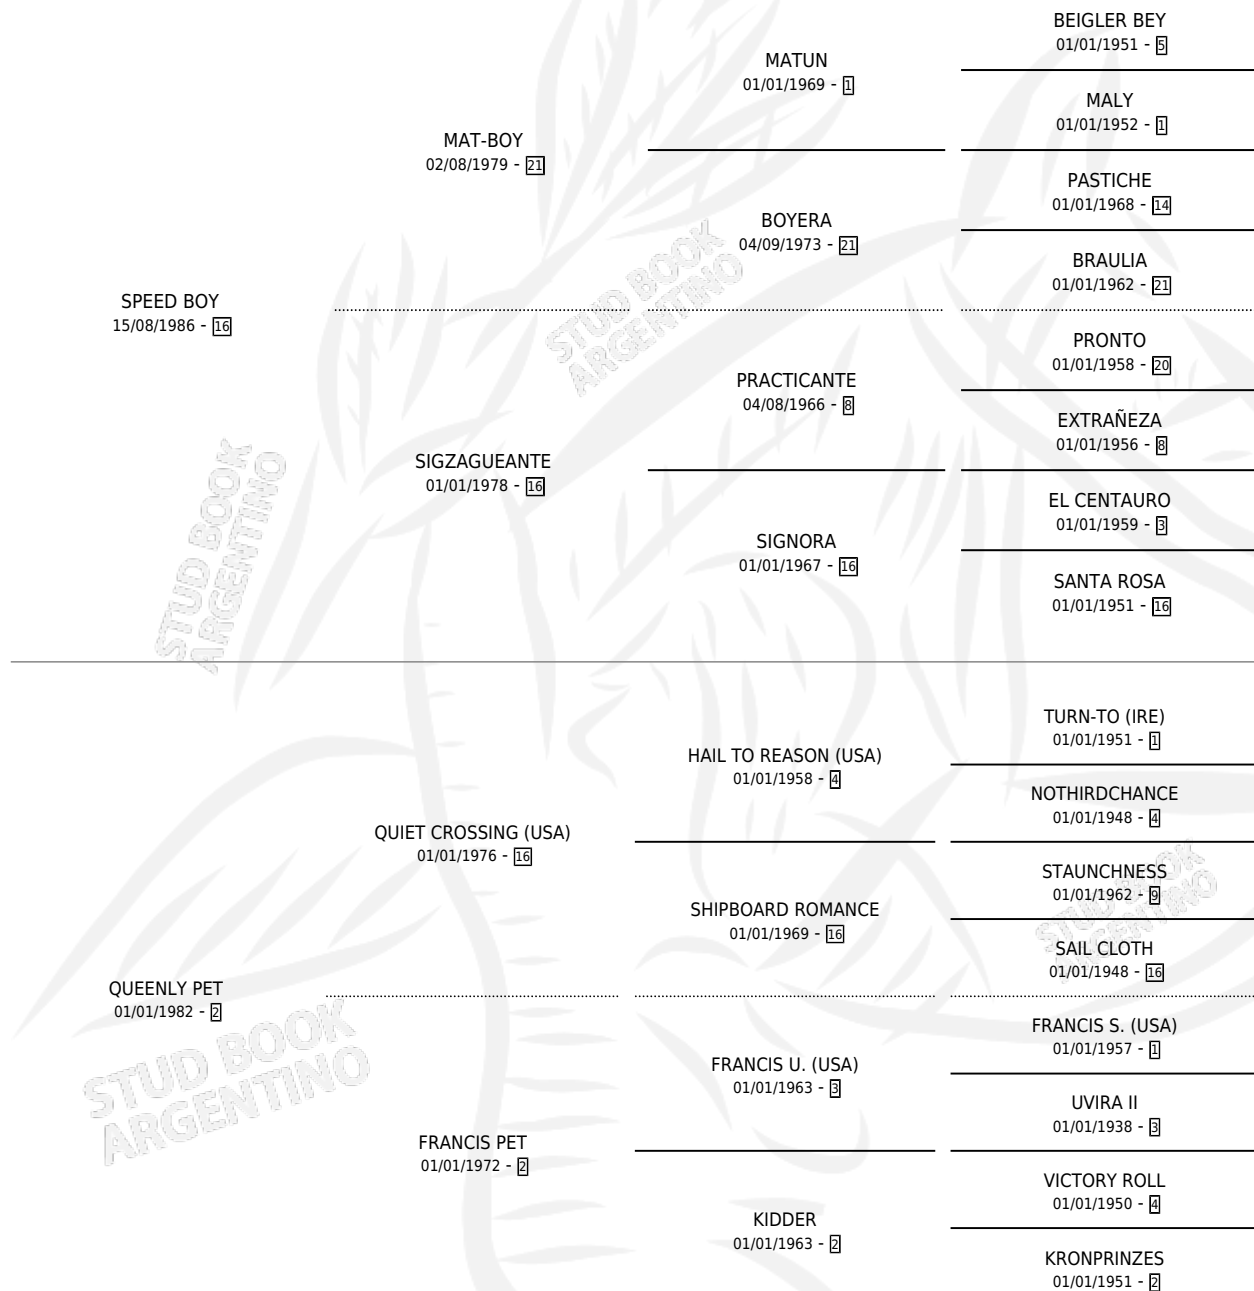 BEIGLER BEY
01/01/1951 - 5
MATUN
01/01/1969 - 1
MALY
01/01/1952 - 1
MAT-BOY
02/08/1979 - 21
PASTICHE
01/01/1968 - 14
BOYERA
04/09/1973 - 21
BRAULIA
01/01/1962 - 21
SPEED BOY
15/08/1986 - 16
PRONTO
01/01/1958 - 20
PRACTICANTE
04/08/1966 - 8
EXTRAÑEZA
01/01/1956 - 8
SIGZAGUEANTE
01/01/1978 - 16
EL CENTAURO
01/01/1959 - 3
SIGNORA
01/01/1967 - 16
SANTA ROSA
01/01/1951 - 16
TURN-TO (IRE)
01/01/1951 - 1
HAIL TO REASON (USA)
01/01/1958 - 4
NOTHIRDCHANCE
01/01/1948 - 4
QUIET CROSSING (USA)
01/01/1976 - 16
STAUNCHNESS
01/01/1962 - 9
SHIPBOARD ROMANCE
01/01/1969 - 16
SAIL CLOTH
01/01/1948 - 16
QUEENLY PET
01/01/1982 - 2
FRANCIS S. (USA)
01/01/1957 - 1
FRANCIS U. (USA)
01/01/1963 - 3
UVIRA II
01/01/1938 - 3
FRANCIS PET
01/01/1972 - 2
VICTORY ROLL
01/01/1950 - 4
KIDDER
01/01/1963 - 2
KRONPRINZES
01/01/1951 - 2
STUD BOOK
ARGENTINO
STUD BOOK
ARGENTINO
STUD BOOK
ARGENTINO
STUD BOOK
ARGENTINO